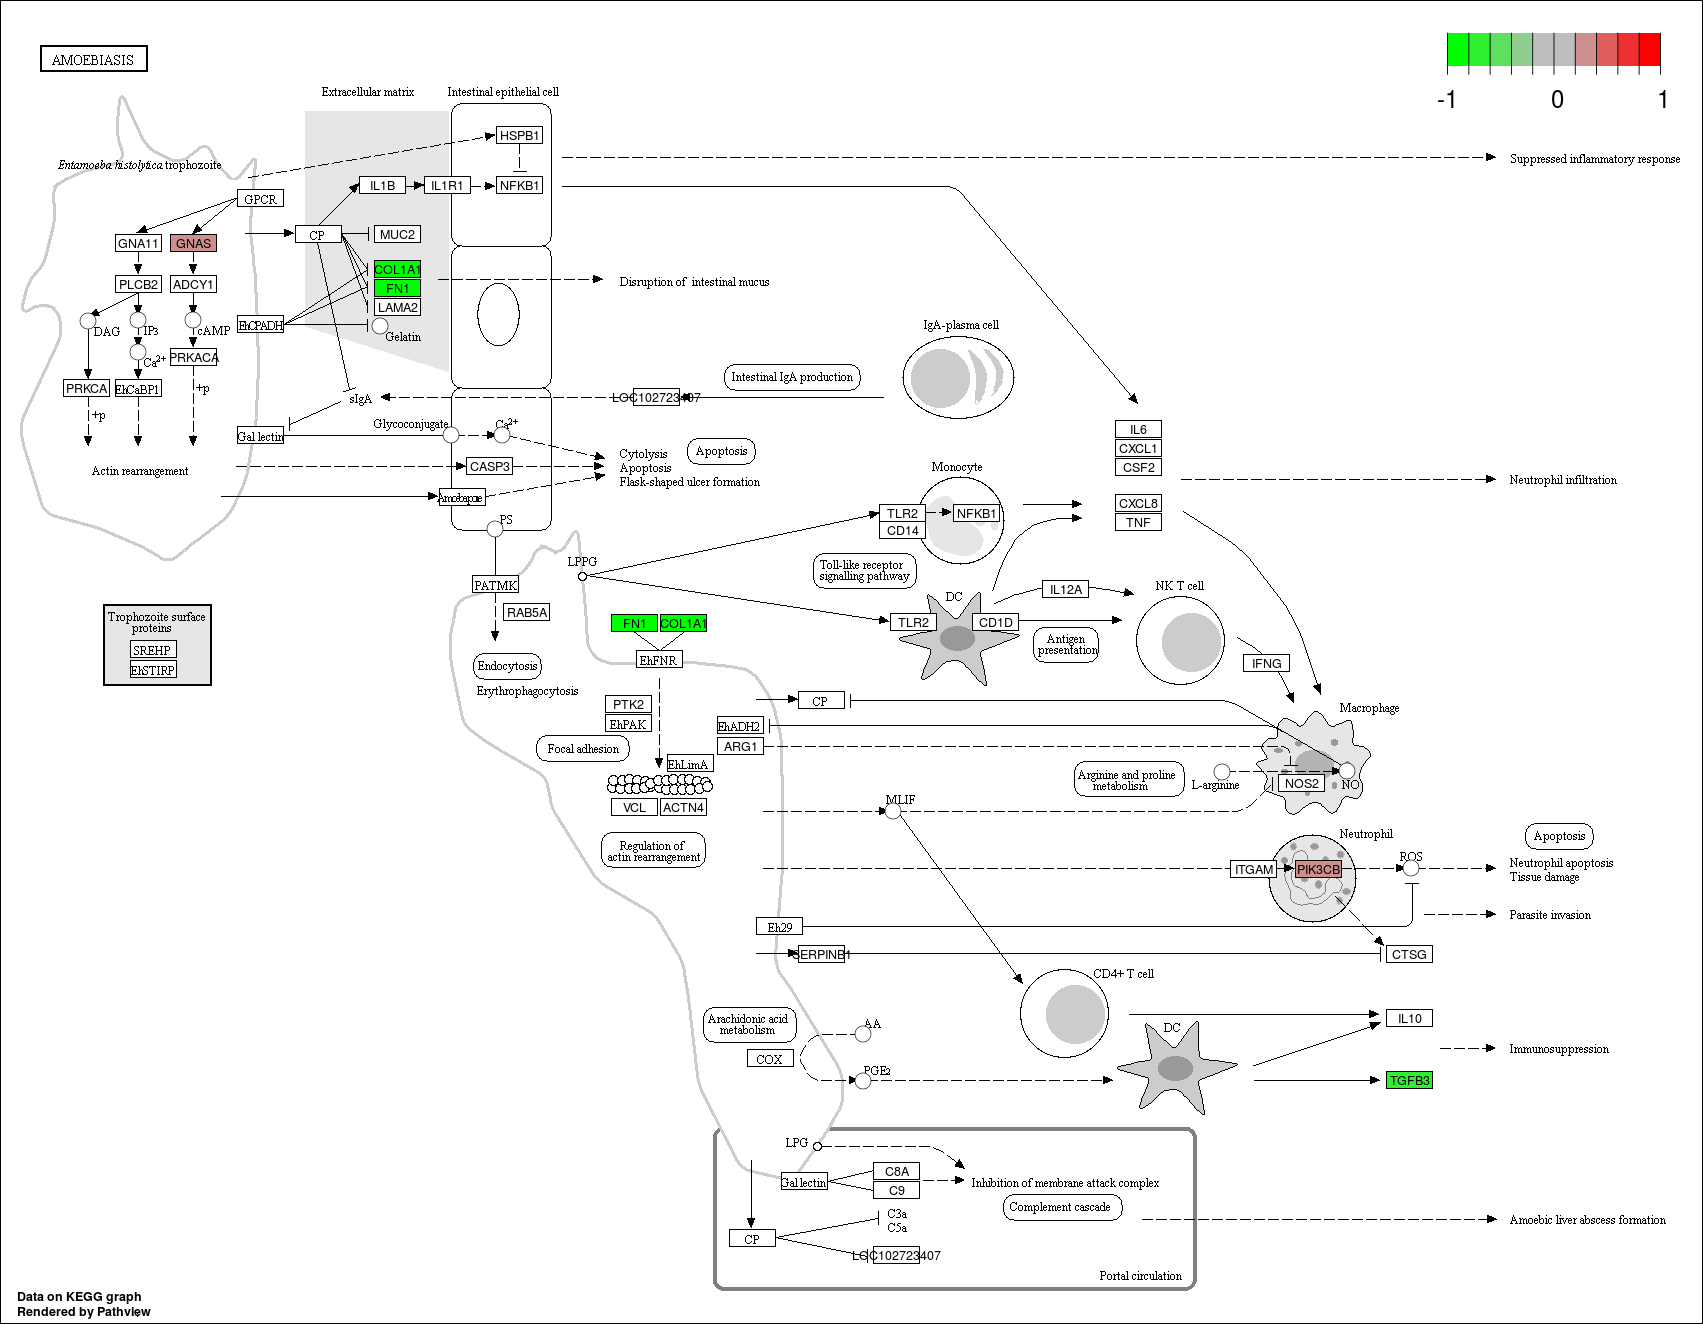 AMOEBIASIS
-1
0
1
Extracellular matrix
Intestinal epithelial cell
HSPB1
Entamoeba histolytica trophozoite
Suppressed inflammatory response
IL1B
IL1R1
NFKB1
GPCR
GNA11
GNAS
CP
MUC2
COL1A1
FN1
LAMA2
Gelatin
Disruption of intestinal mucus
PLCB2
ADCY1
DAG
IP3
cAMP
EhCPADH
Ca2+
PRKACA
PRKCA
EhCaBP1
+p
+p
Actin rearrangement
IgA-plasma cell
Intestinal IgA production
LOC102723407
sIgA
Gal lectin
Glycoconjugate
Ca2+
Cytolysis
Apoptosis
Flask-shaped ulcer formation
Apoptosis
CASP3
Amoebapore
PS
PATMK
RAB5A
Endocytosis
Erythrophagocytosis
IL6
CXCL1
CSF2
CXCL8
TNF
Neutrophil infiltration
Monocyte
TLR2
CD14
NFKB1
LPPG
Toll-like receptor
signalling pathway
DC
TLR2
CD1D
IL12A
NK T cell
Antigen
presentation
IFNG
Trophozoite surface
proteins
SREHP
EhSTIRP
FN1
COL1A1
EhFNR
PTK2
EhPAK
Focal adhesion
EhLimA
VCL
ACTN4
Regulation of
actin rearrangement
CP
EhADH2
ARG1
Macrophage
Arginine and proline
metabolism
L-arginine
NOS2
NO
MLIF
Neutrophil
Apoptosis
ITGAM
PIK3CB
ROS
Neutrophil apoptosis
Tissue damage
Parasite invasion
Eh29
SERPINB1
CTSG
CD4+ T cell
Arachidonic acid
metabolism
COX
AA
PGE2
DC
IL10
Immunosuppression
TGFB3
LPG
Gal lectin
C8A
C9
Inhibition of membrane attack complex
Complement cascade
CP
C3a
C5a
LOC102723407
Amoebic liver abscess formation
Portal circulation
Data on KEGG graph
Rendered by Pathview